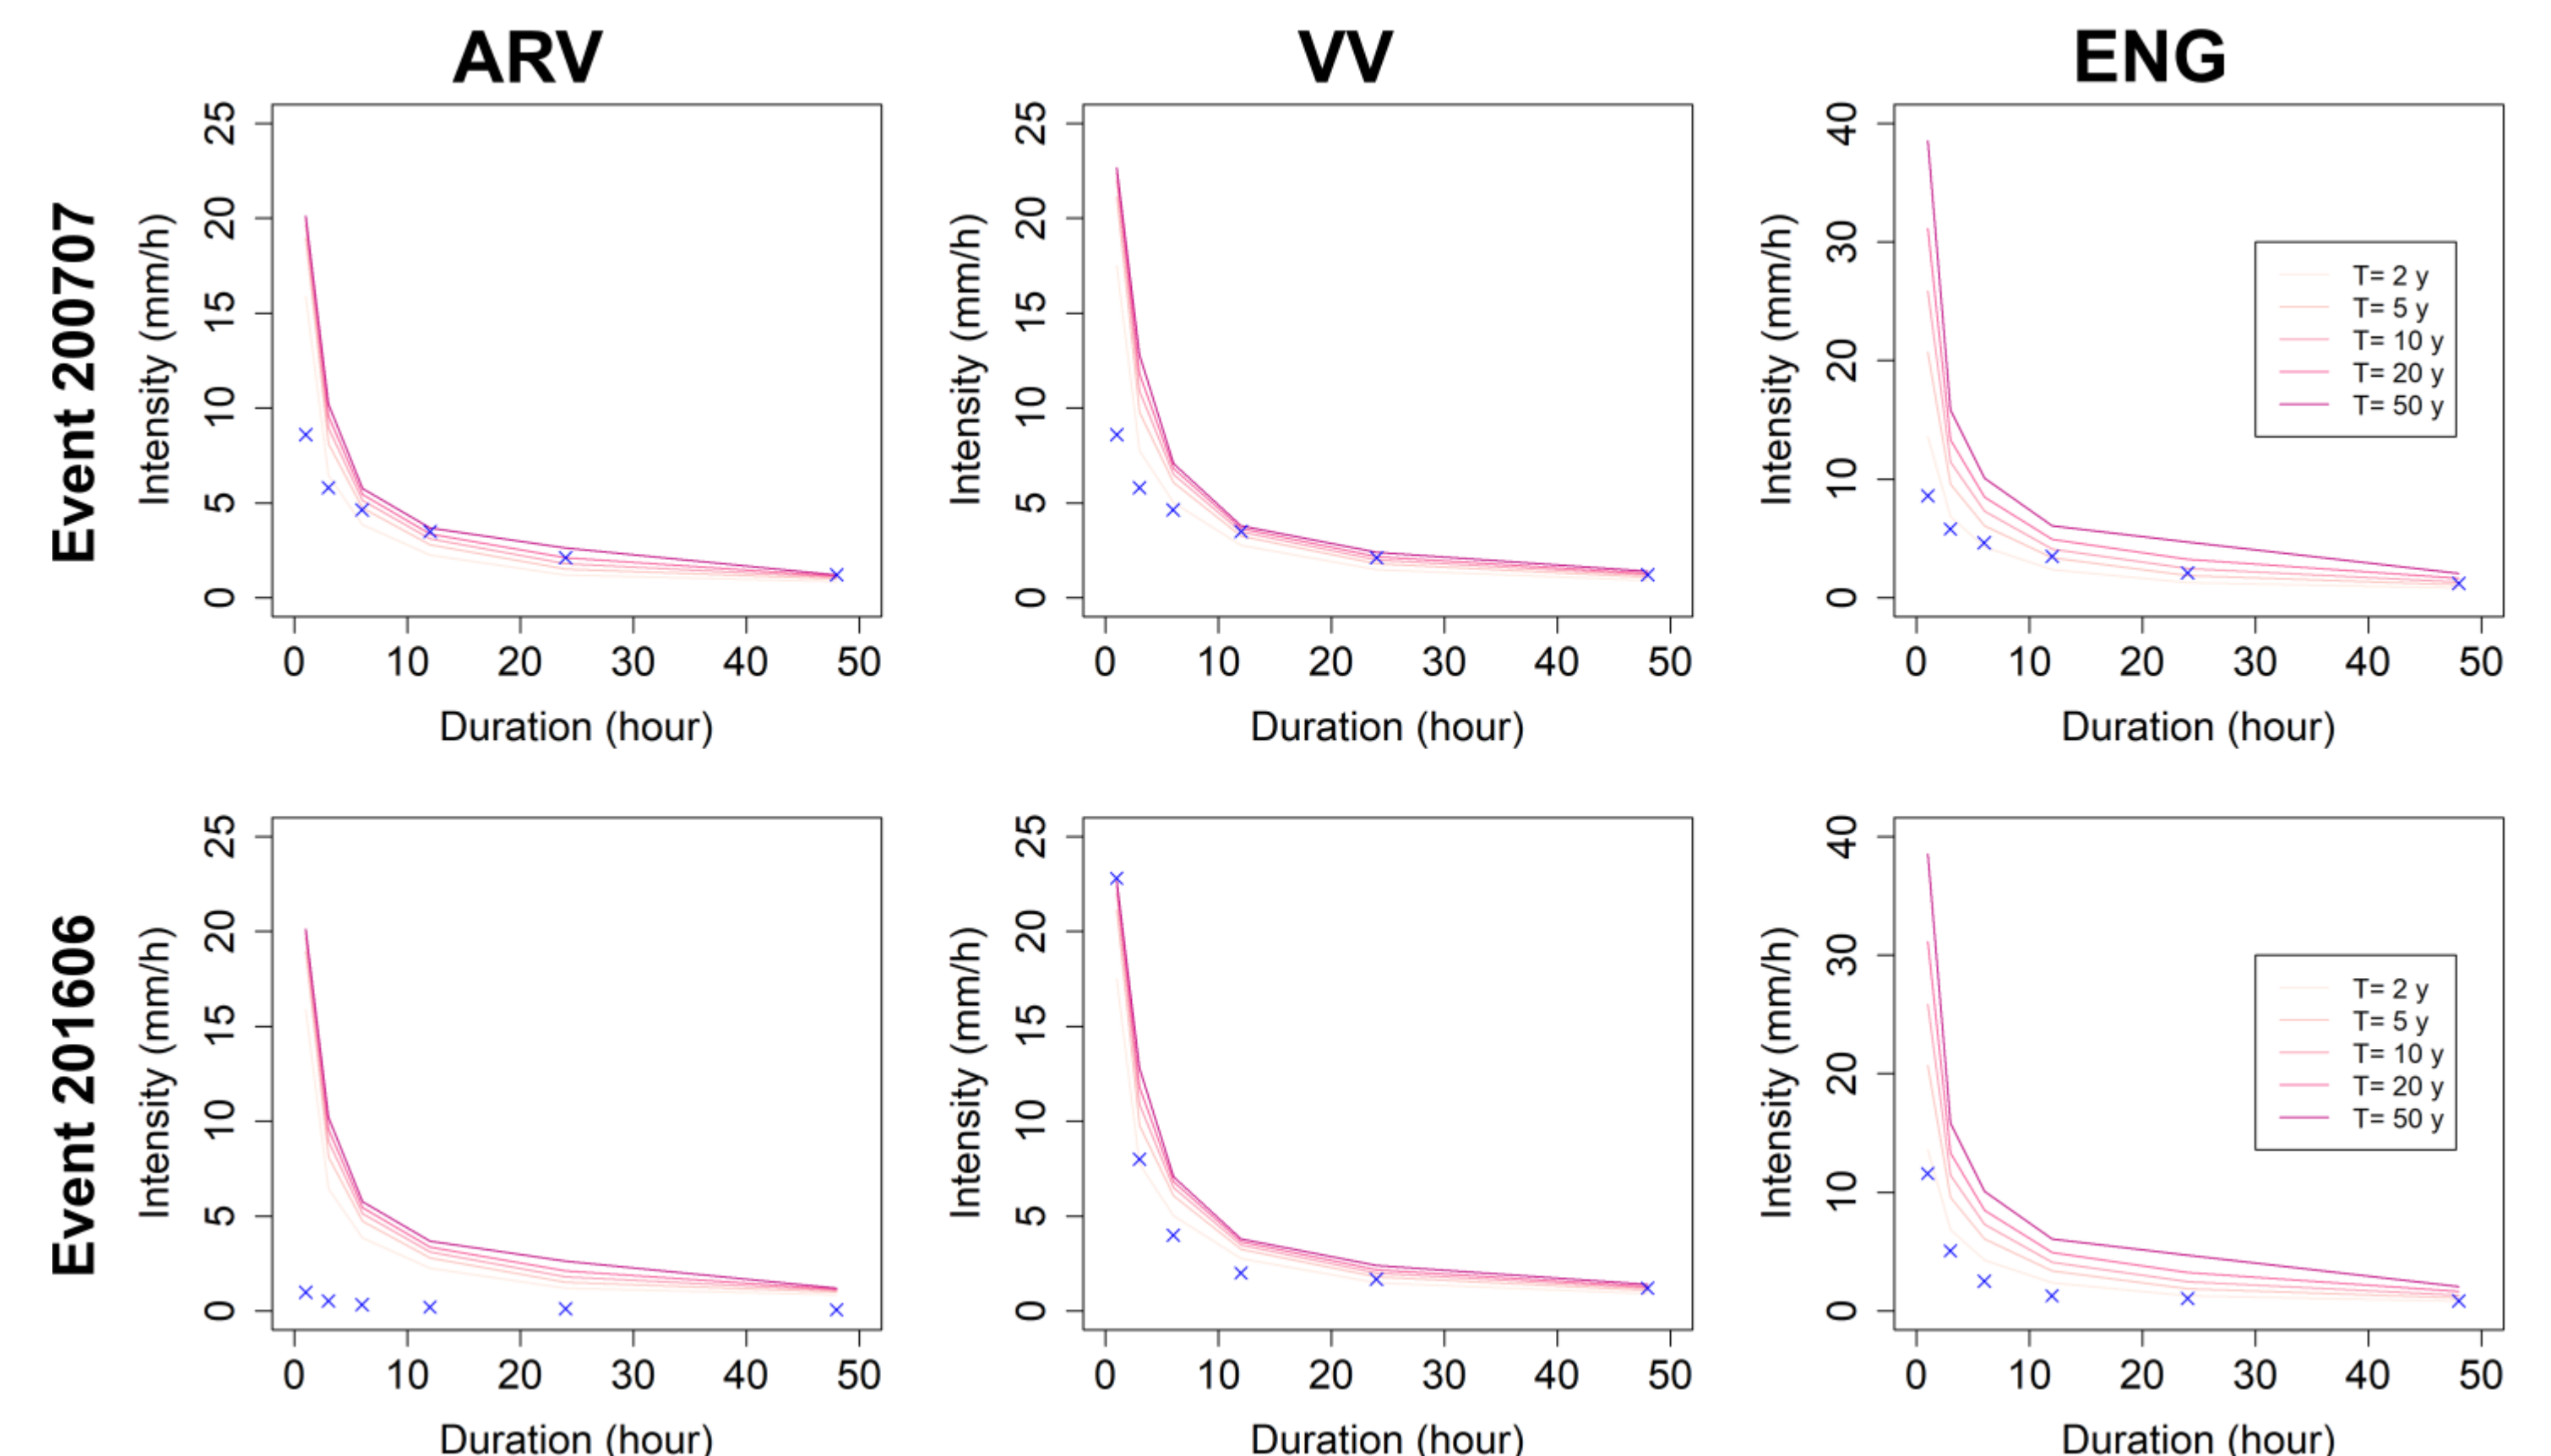 ARV VV ENG
Event 200707
Intensity (mm/h)
0 5 10 15 20 25
0 10 20 30 40 50
Duration (hour)
Intensity (mm/h)
0 5 10 15 20 25
0 10 20 30 40 50
Duration (hour)
Intensity (mm/h)
0 10 20 30 40
T= 2 y
T= 5 y
T= 10 y
T= 20 y
T= 50 y
0 10 20 30 40 50
Duration (hour)
Event 201606
Intensity (mm/h)
0 5 10 15 20 25
0 10 20 30 40 50
Duration (hour)
Intensity (mm/h)
0 5 10 15 20 25
0 10 20 30 40 50
Duration (hour)
Intensity (mm/h)
0 10 20 30 40
T= 2 y
T= 5 y
T= 10 y
T= 20 y
T= 50 y
0 10 20 30 40 50
Duration (hour)